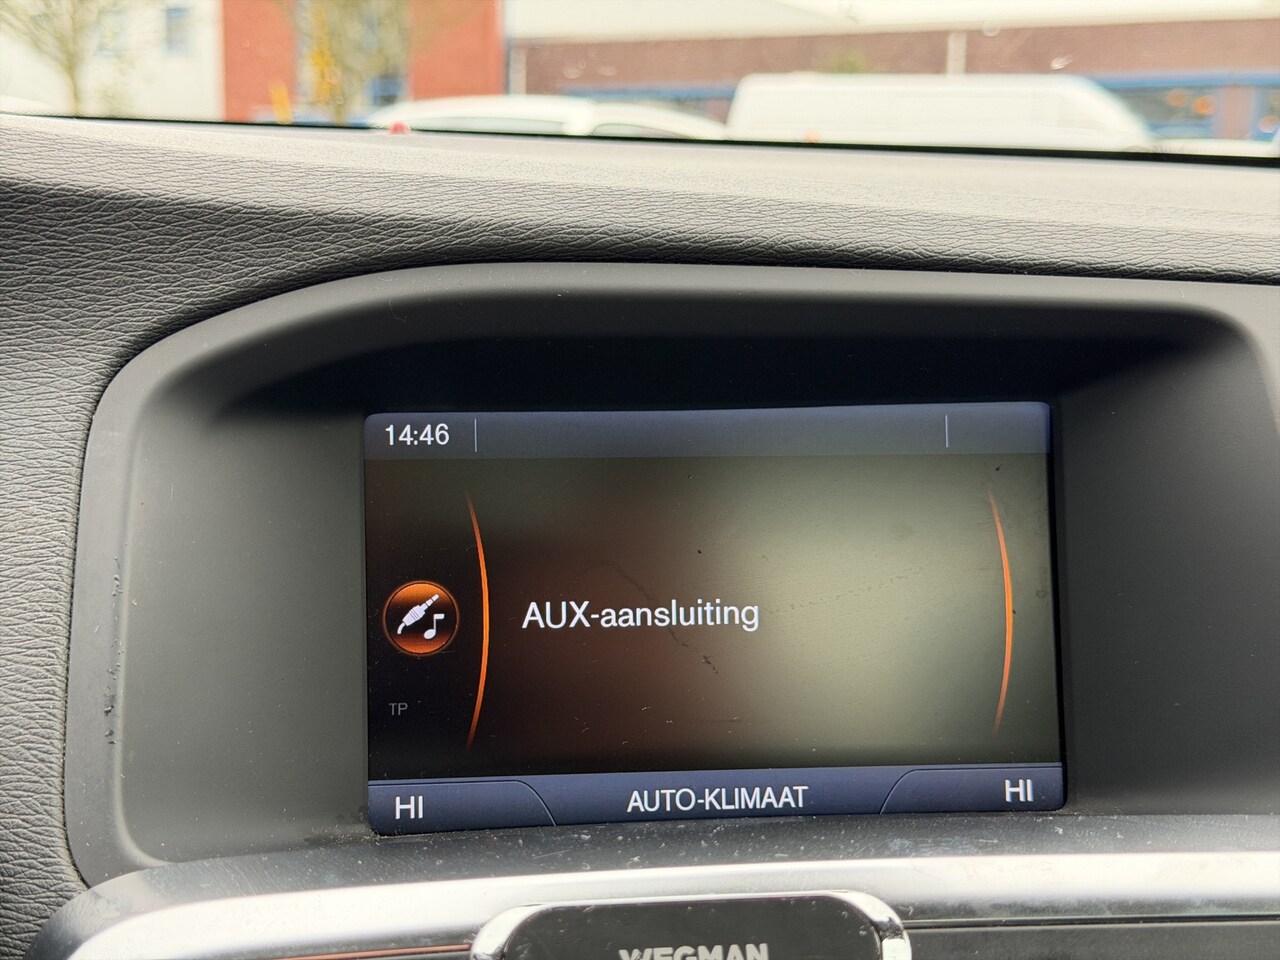 14:46
AUX-aansluiting
TP
HI AUTO-KLIMAAT HI
WEGMAN